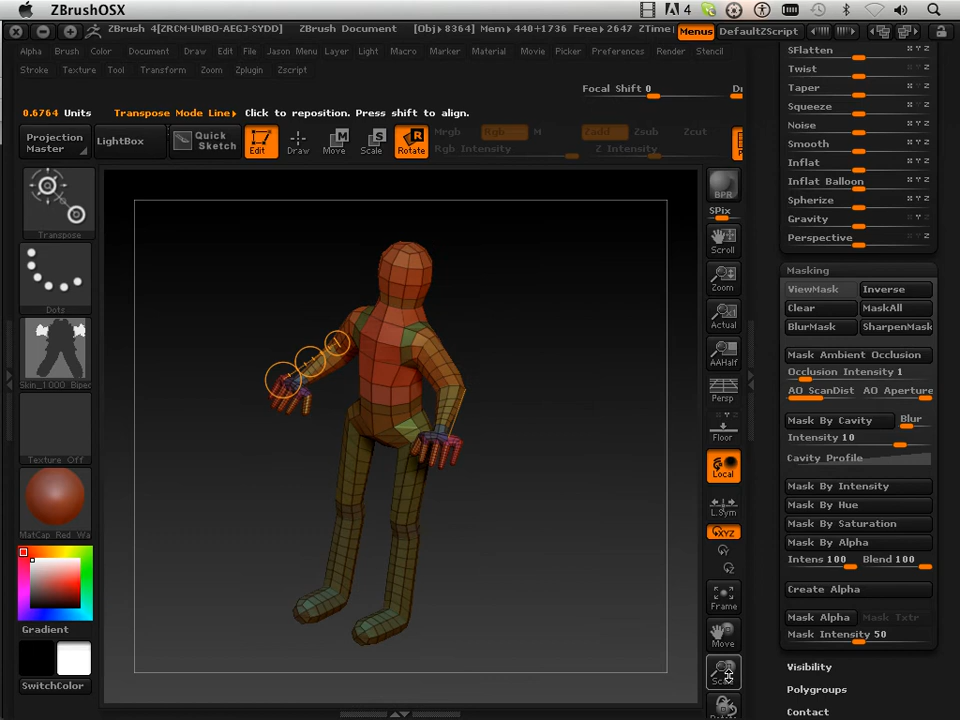 ZBrushOSX
4
ZBrush 4[ZRCM-UMBO-AEGJ-SYDD]
ZBrush Document
[Obj=8364] Mem=440+1736 Free=2647 ZTime
Menus
DefaultZScript
Alpha Brush Color Document Draw Edit File Jason Menu Layer Light Macro Marker Material Movie Picker Preferences Render Stencil
Stroke Texture Tool Transform Zoom Zplugin Zscript
Focal Shift 0
0.6764 Units
Transpose Mode Line
Click to reposition. Press shift to align.
Projection
Master
LightBox
Quick
Sketch
Edit
Draw
Move
Scale
Rotate
Mrgb Rgb M
Rgb Intensity
Zadd Zsub Zcut
Z Intensity
Transpose
Dots
Skin_1000 Biped
Texture Off
MatCap Red Wa
Gradient
SwitchColor
BPR
SPix
Scroll
Zoom
Actual
AAHalf
Persp
Floor
Local
L.Sym
XYZ
Frame
Move
SFlatten
Twist
Taper
Squeeze
Noise
Smooth
Inflat
Inflat Balloon
Spherize
Gravity
Perspective
Masking
ViewMask
Inverse
Clear
MaskAll
BlurMask
SharpenMask
Mask Ambient Occlusion
Occlusion Intensity 1
AO ScanDist
AO Aperture
Mask By Cavity
Blur
Intensity 10
Cavity Profile
Mask By Intensity
Mask By Hue
Mask By Saturation
Mask By Alpha
Intens 100
Blend 100
Create Alpha
Mask Alpha
Mask Txtr
Mask Intensity 50
Visibility
Polygroups
Contact